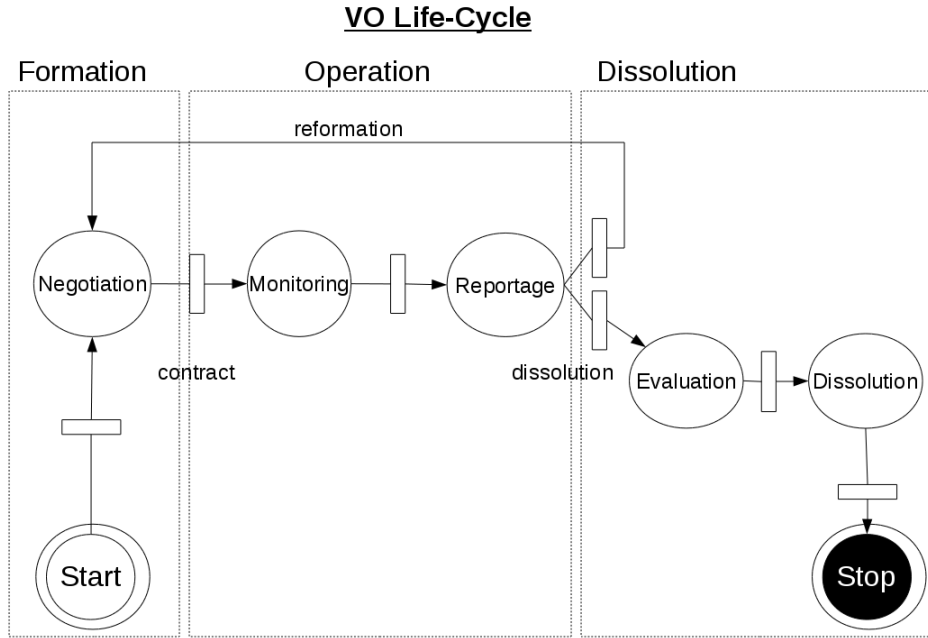 VO Life-Cycle
Formation
Operation
Dissolution
reformation
Negotiation
Monitoring
Reportage
contract
dissolution
Evaluation
Dissolution
Start
Stop